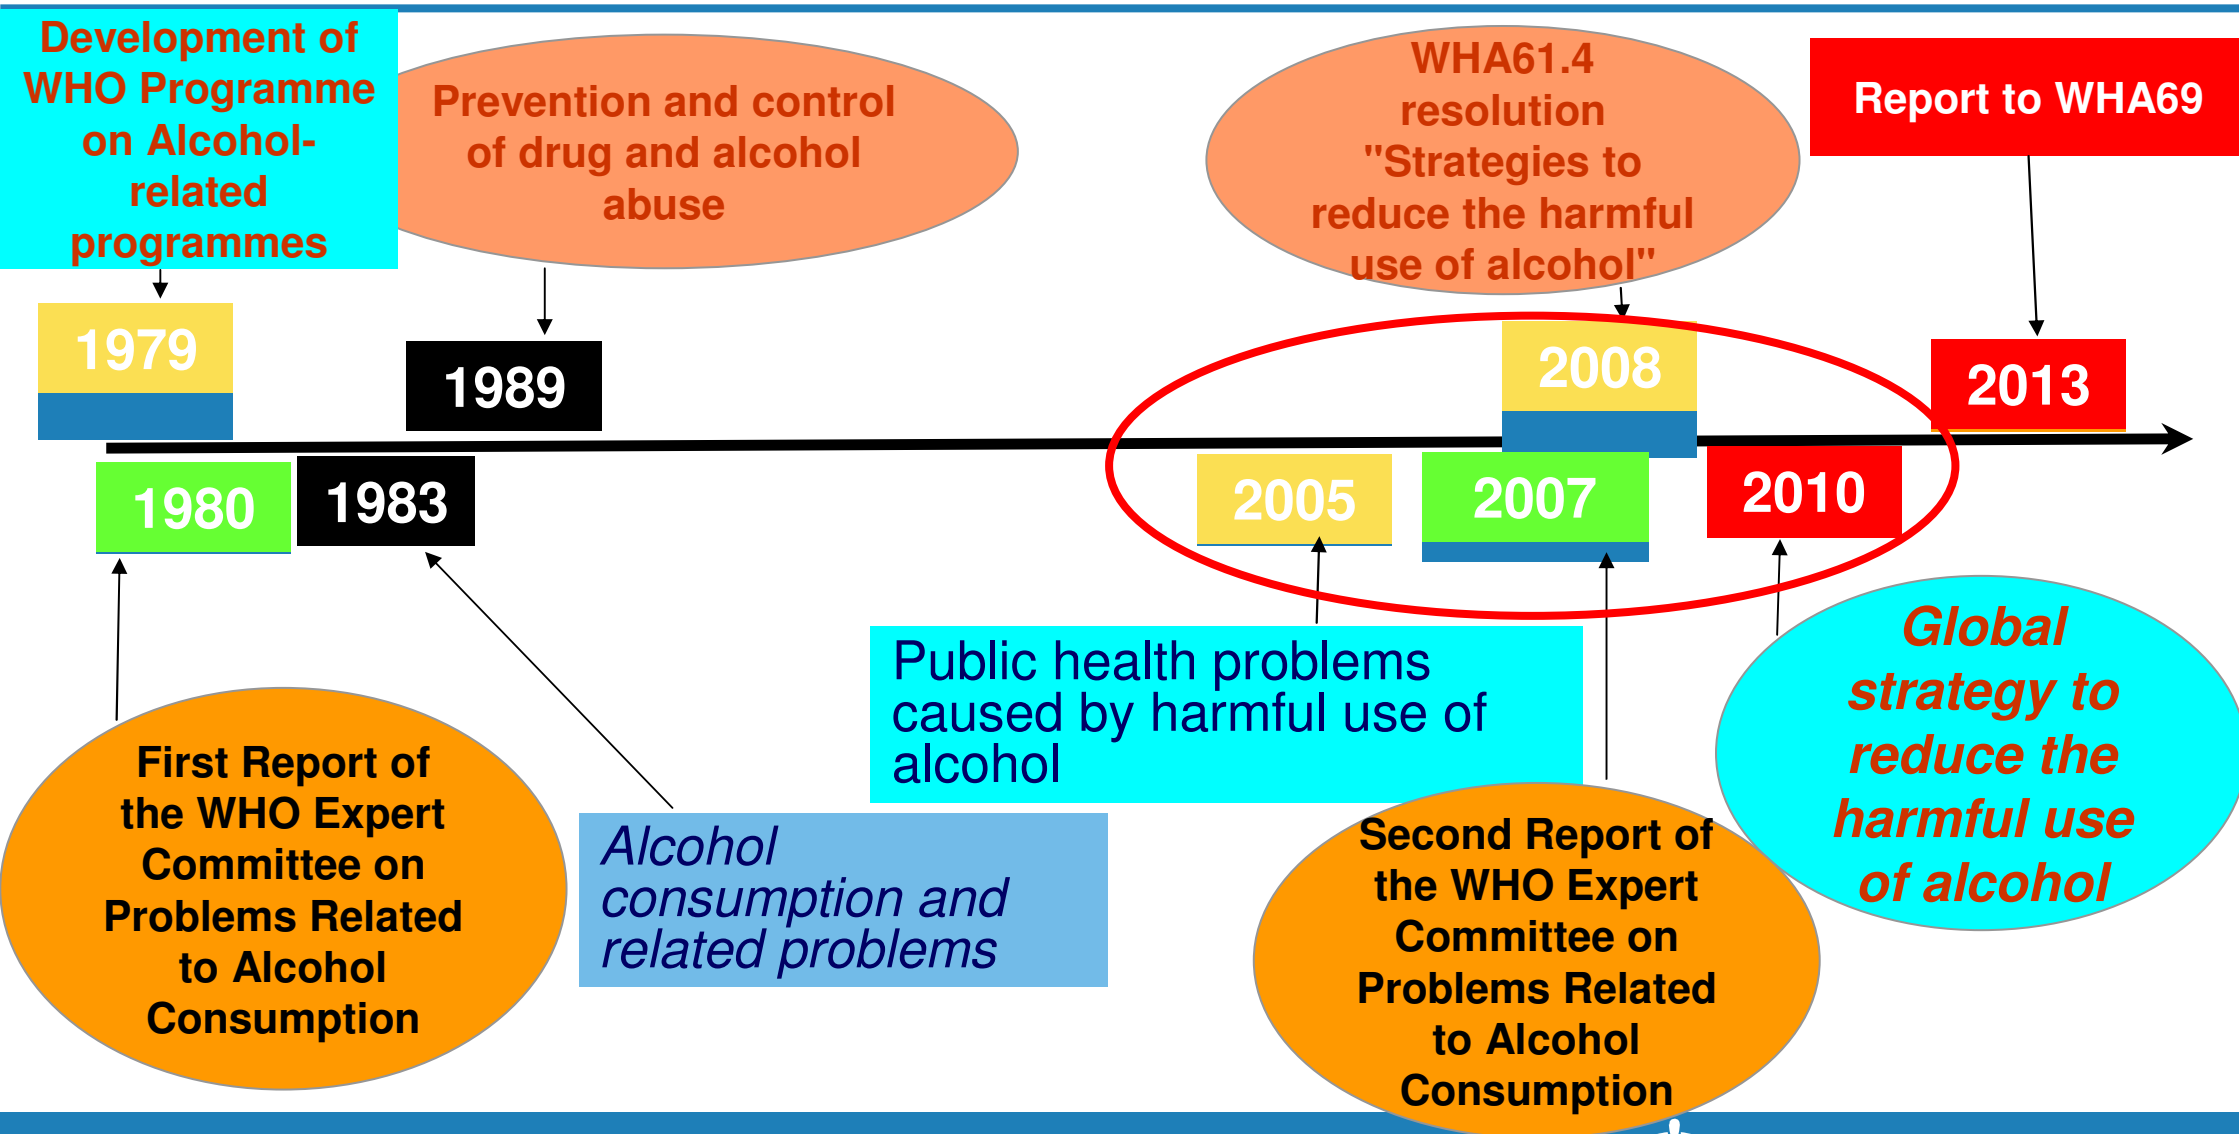 Development of
WHO Programme
on Alcohol-
related
programmes
Prevention and control
of drug and alcohol
abuse
WHA61.4
resolution
"Strategies to
reduce the harmful
use of alcohol"
Report to WHA69
1979
1989
2008
2013
1980
1983
2005
2007
2010
First Report of
the WHO Expert
Committee on
Problems Related
to Alcohol
Consumption
Alcohol
consumption and
related problems
Public health problems
caused by harmful use of
alcohol
Second Report of
the WHO Expert
Committee on
Problems Related
to Alcohol
Consumption
Global
strategy to
reduce the
harmful use
of alcohol